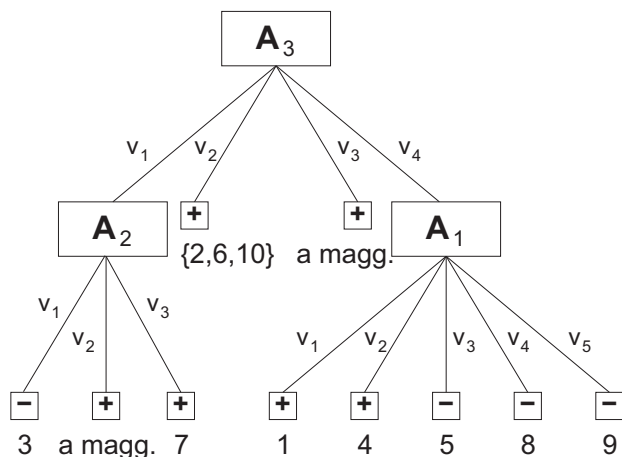 A3
v1 v2 v3 v4
+ +
A2 {2,6,10} a magg. A1
v1 v2 v3 v1 v2 v3 v4 v5
− + + + + − − −
3 a magg. 7 1 4 5 8 9